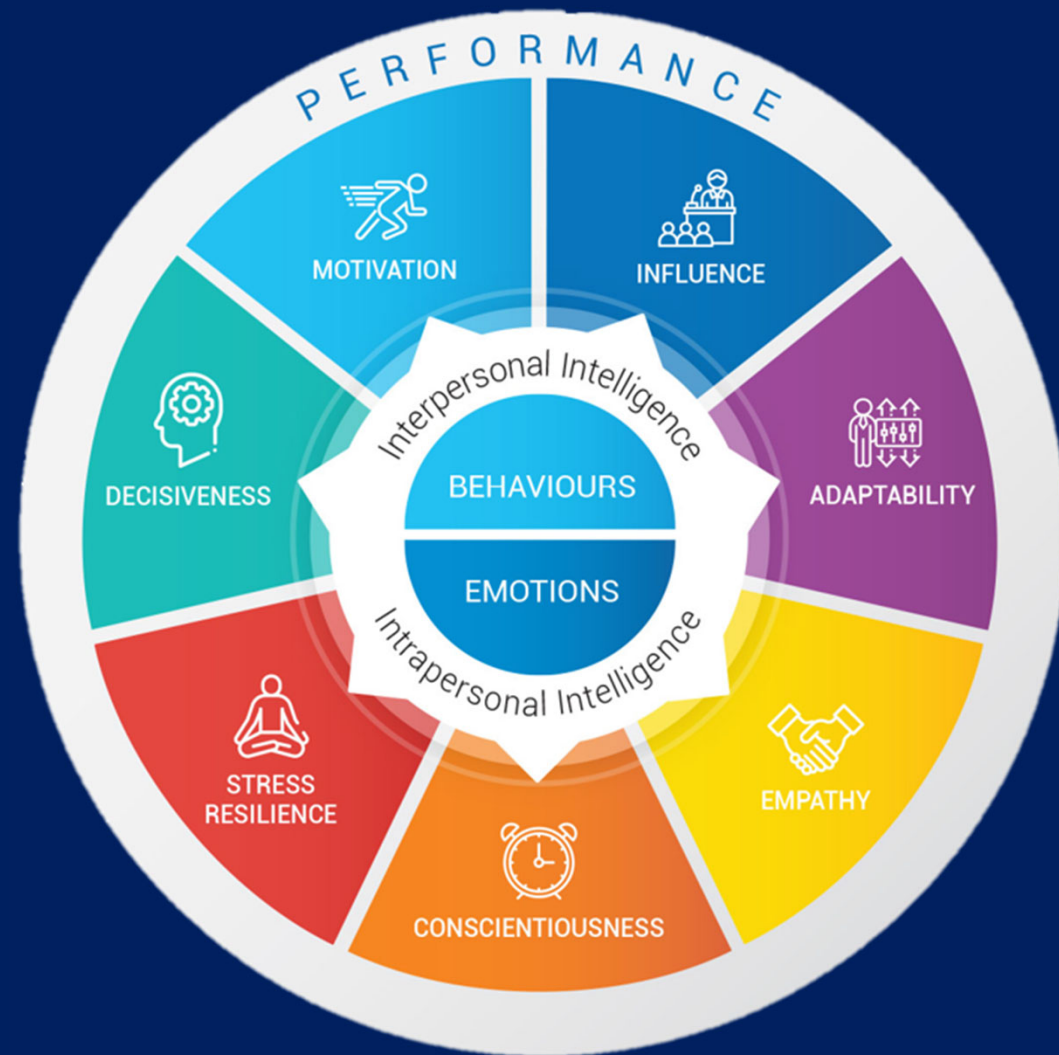 PERFORMANCE
MOTIVATION
INFLUENCE
DECISIVENESS
ADAPTABILITY
Interpersonal Intelligence
BEHAVIOURS
EMOTIONS
Intrapersonal Intelligence
STRESS
RESILIENCE
EMPATHY
CONSCIENTIOUSNESS